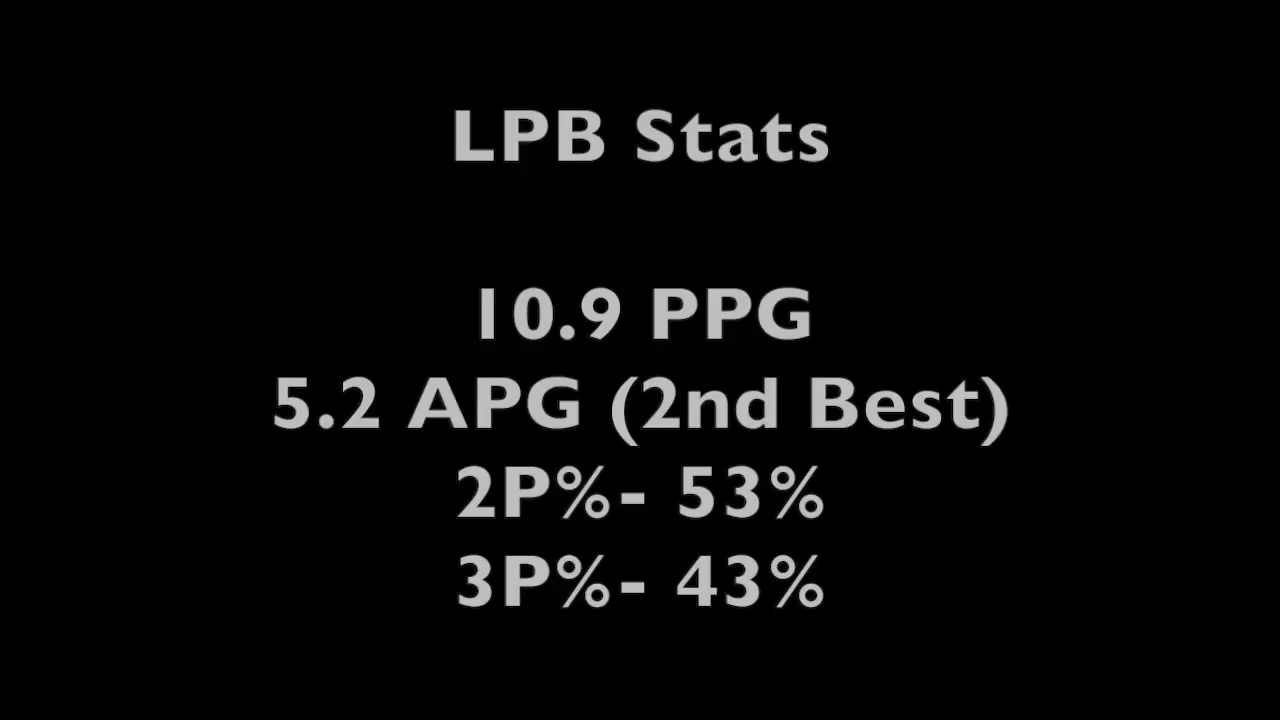 LPB Stats
10.9 PPG
5.2 APG (2nd Best)
2P%- 53%
3P%- 43%